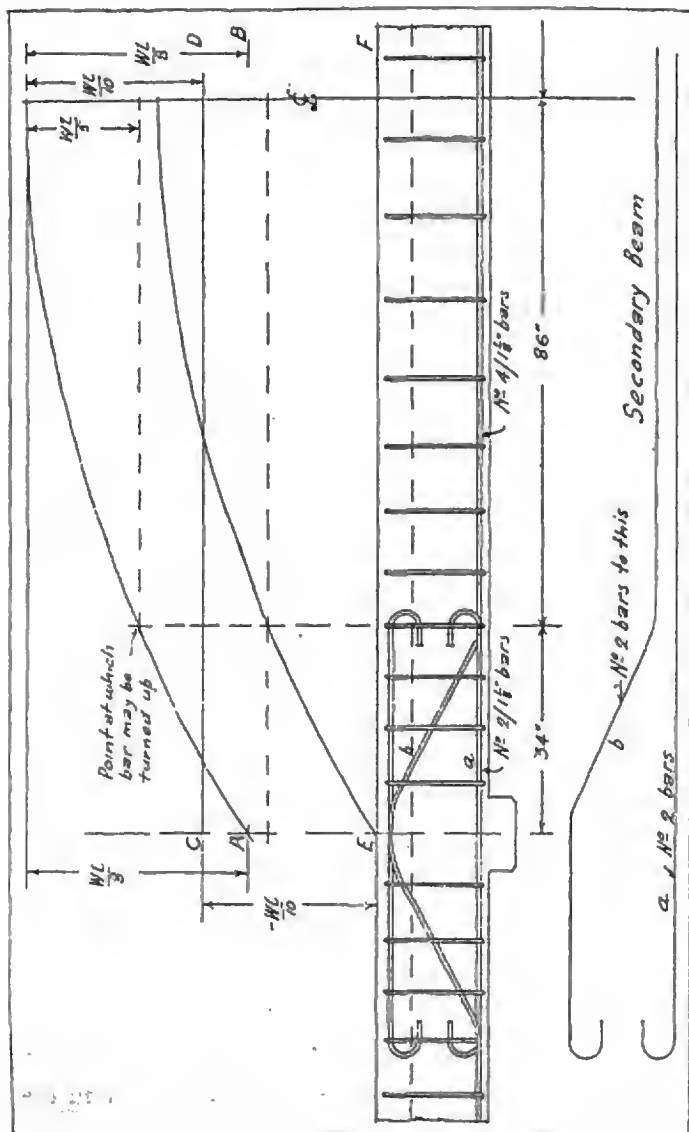 WL/8
D
B
WL/10
F
℄
Point at which
bar may be
turned up
WL/8
C
A
-WL/10
E
b
a
Nº 2/1⅛" bars
Nº 4/1⅛" bars
34"
86"
Secondary Beam
b
Nº 2 bars to this
a, Nº 2 bars